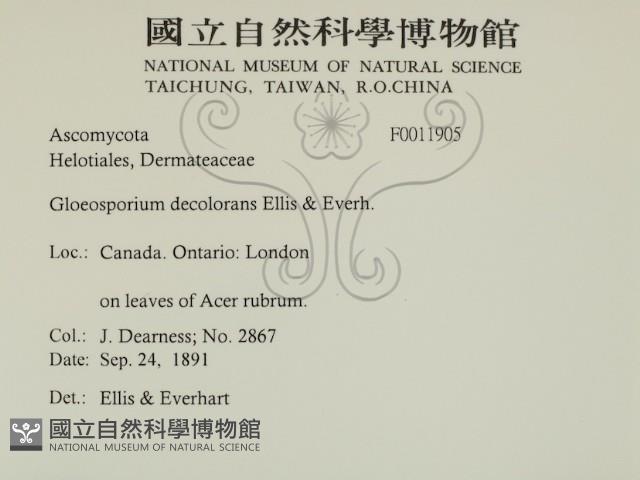 國立自然科學博物館
NATIONAL MUSEUM OF NATURAL SCIENCE
TAICHUNG, TAIWAN, R.O.CHINA
Ascomycota F0011905
Helotiales, Dermateaceae
Gloeosporium decolorans Ellis & Everh.
Loc.: Canada. Ontario: London
on leaves of Acer rubrum.
Col.: J. Dearness; No. 2867
Date: Sep. 24, 1891
Det.: Ellis & Everhart
國立自然科學博物館
NATIONAL MUSEUM OF NATURAL SCIENCE